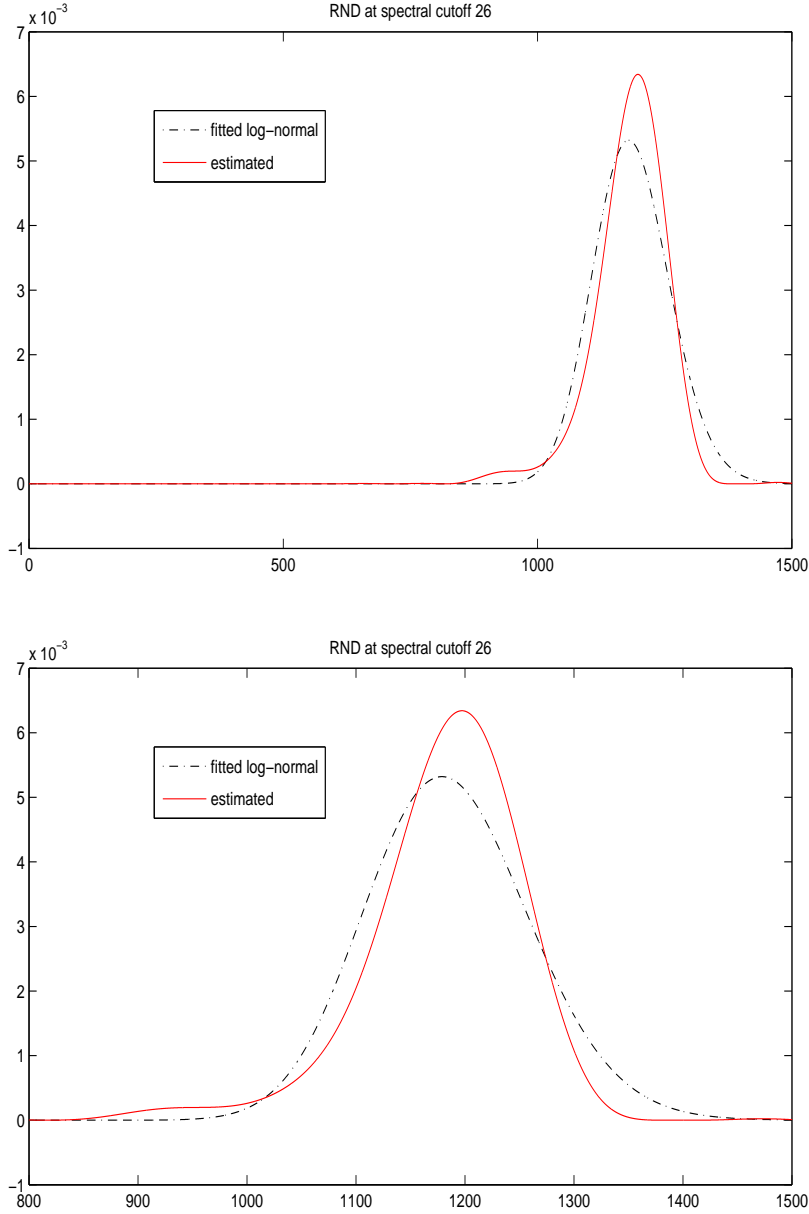 RND at spectral cutoff 26
x 10⁻³
7
6
5
4
3
2
1
0
−1
fitted log−normal
estimated
0 500 1000 1500
RND at spectral cutoff 26
x 10⁻³
7
6
5
4
3
2
1
0
−1
fitted log−normal
estimated
800 900 1000 1100 1200 1300 1400 1500